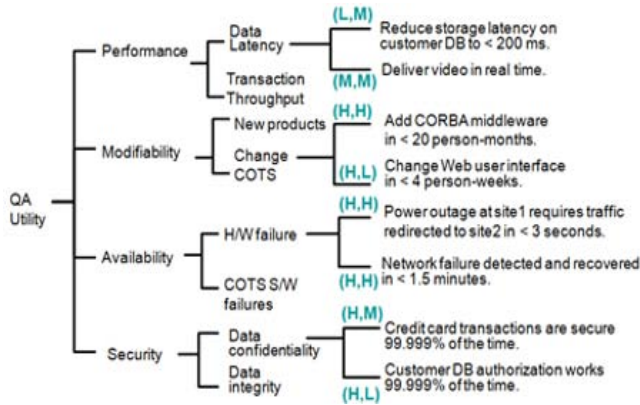 QA
Utility
Performance
Data
Latency
(L,M)
Reduce storage latency on
customer DB to < 200 ms.
Deliver video in real time.
(M,M)
Transaction
Throughput
Modifiability
New products
Change
COTS
(H,H)
Add CORBA middleware
in < 20 person-months.
(H,L)
Change Web user interface
in < 4 person-weeks.
Availability
H/W failure
(H,H)
Power outage at site1 requires traffic
redirected to site2 in < 3 seconds.
Network failure detected and recovered
in < 1.5 minutes.
(H,H)
COTS S/W
failures
Security
Data
confidentiality
(H,M)
Credit card transactions are secure
99.999% of the time.
Customer DB authorization works
99.999% of the time.
(H,L)
Data
integrity